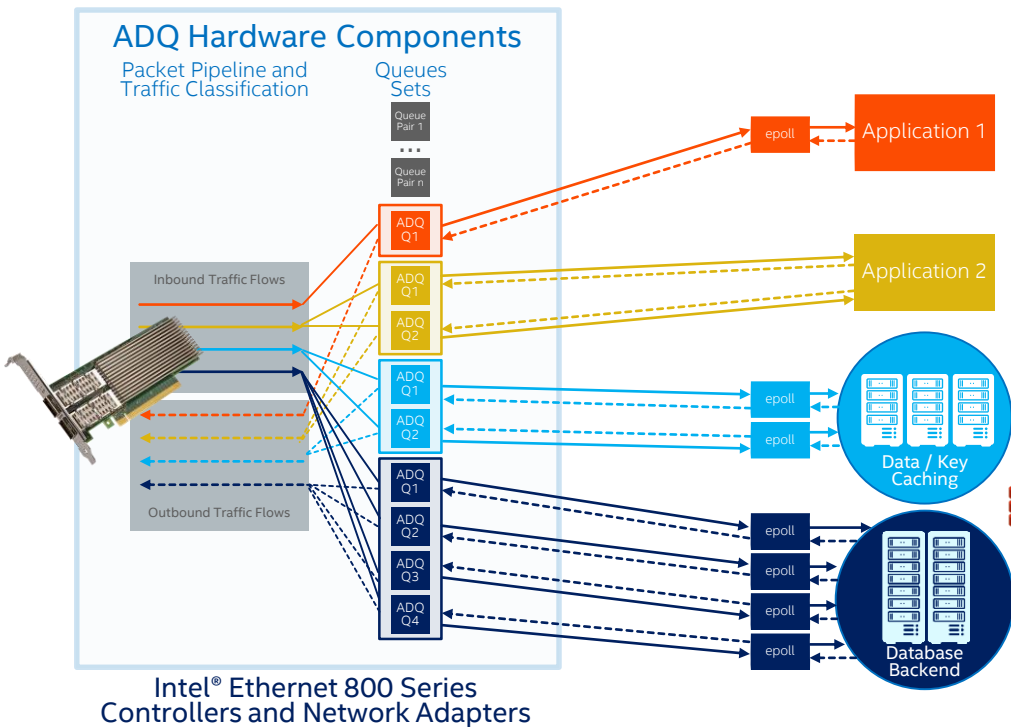 ADQ Hardware Components
Packet Pipeline and
Traffic Classification
Queues
Sets
Queue
Pair 1
...
Queue
Pair n
ADQ
Q1
ADQ
Q1
ADQ
Q2
ADQ
Q1
ADQ
Q2
ADQ
Q1
ADQ
Q2
ADQ
Q3
ADQ
Q4
Inbound Traffic Flows
Outbound Traffic Flows
epoll
Application 1
Application 2
epoll
epoll
Data / Key
Caching
epoll
epoll
epoll
epoll
Database
Backend
Intel® Ethernet 800 Series
Controllers and Network Adapters